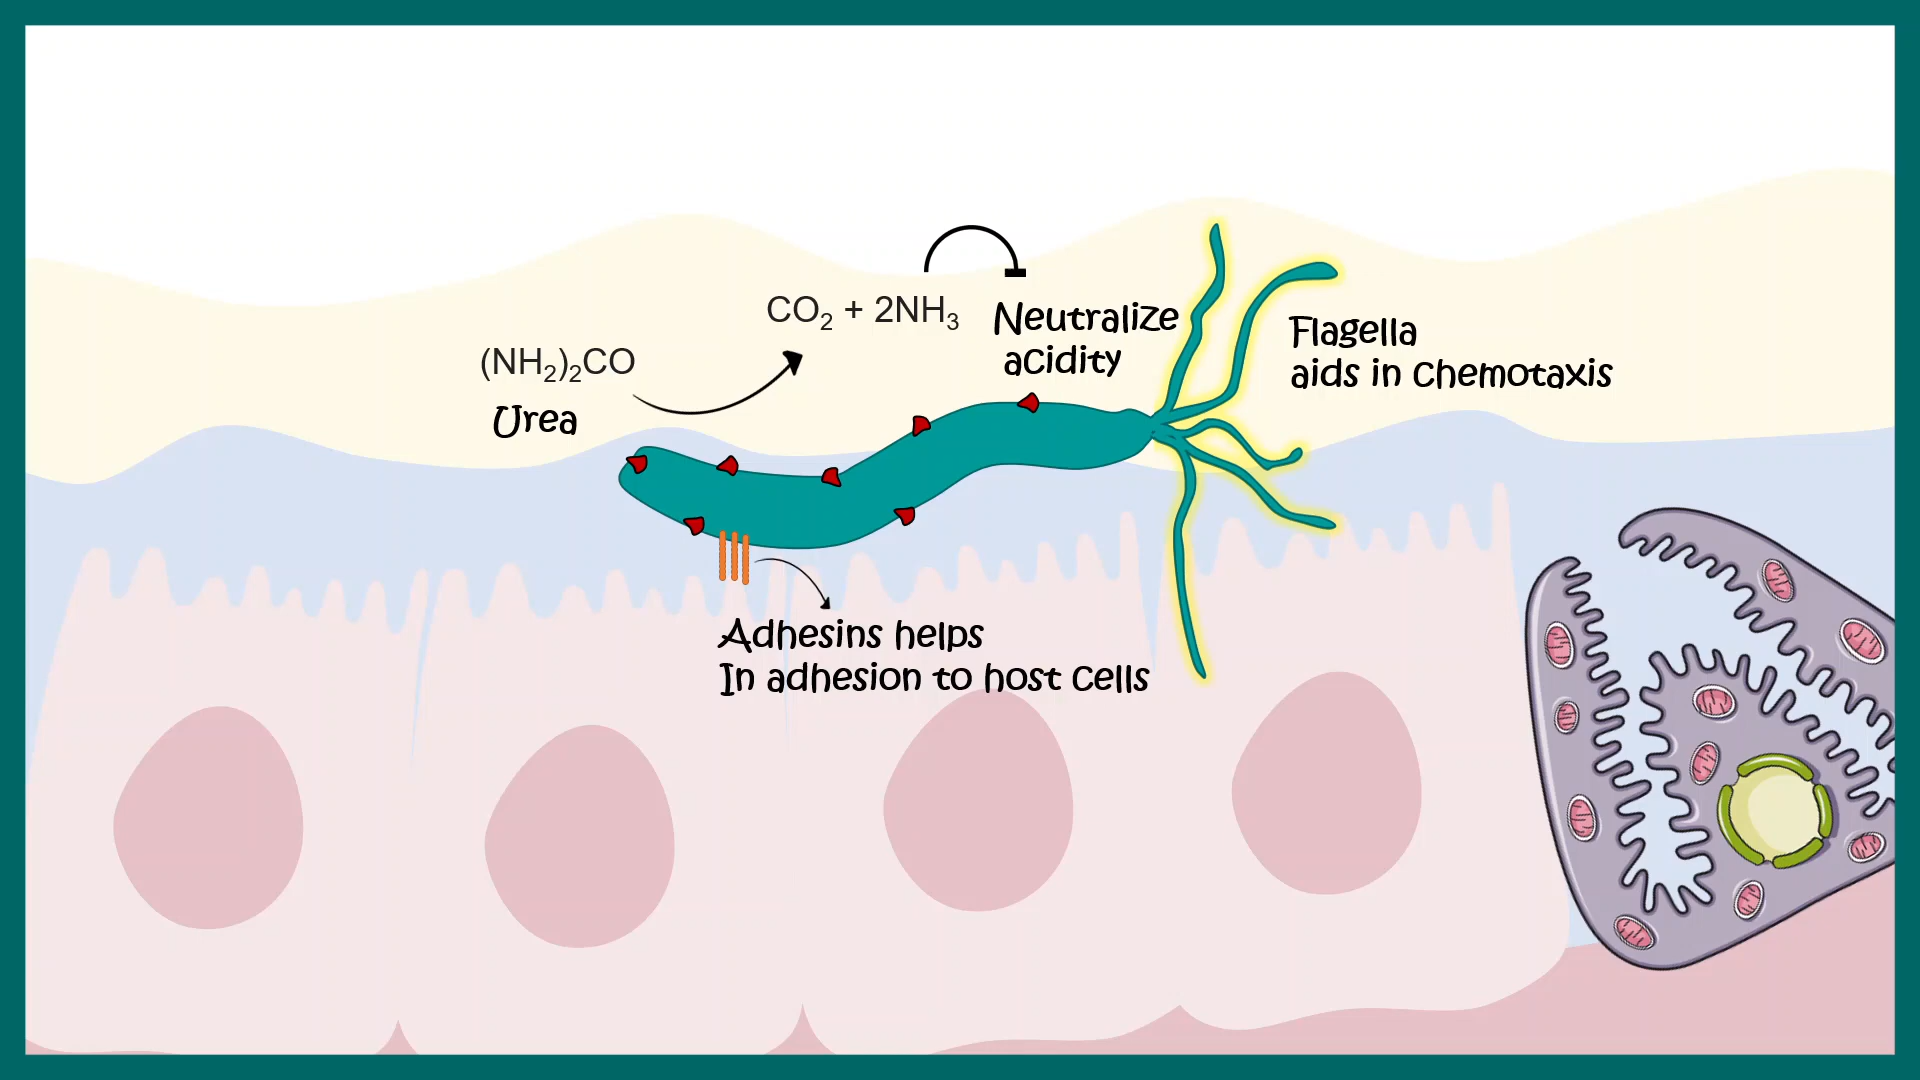 CO₂ + 2NH₃
Neutralize
acidity
(NH₂)₂CO
Urea
Flagella
aids in chemotaxis
Adhesins helps
In adhesion to host cells